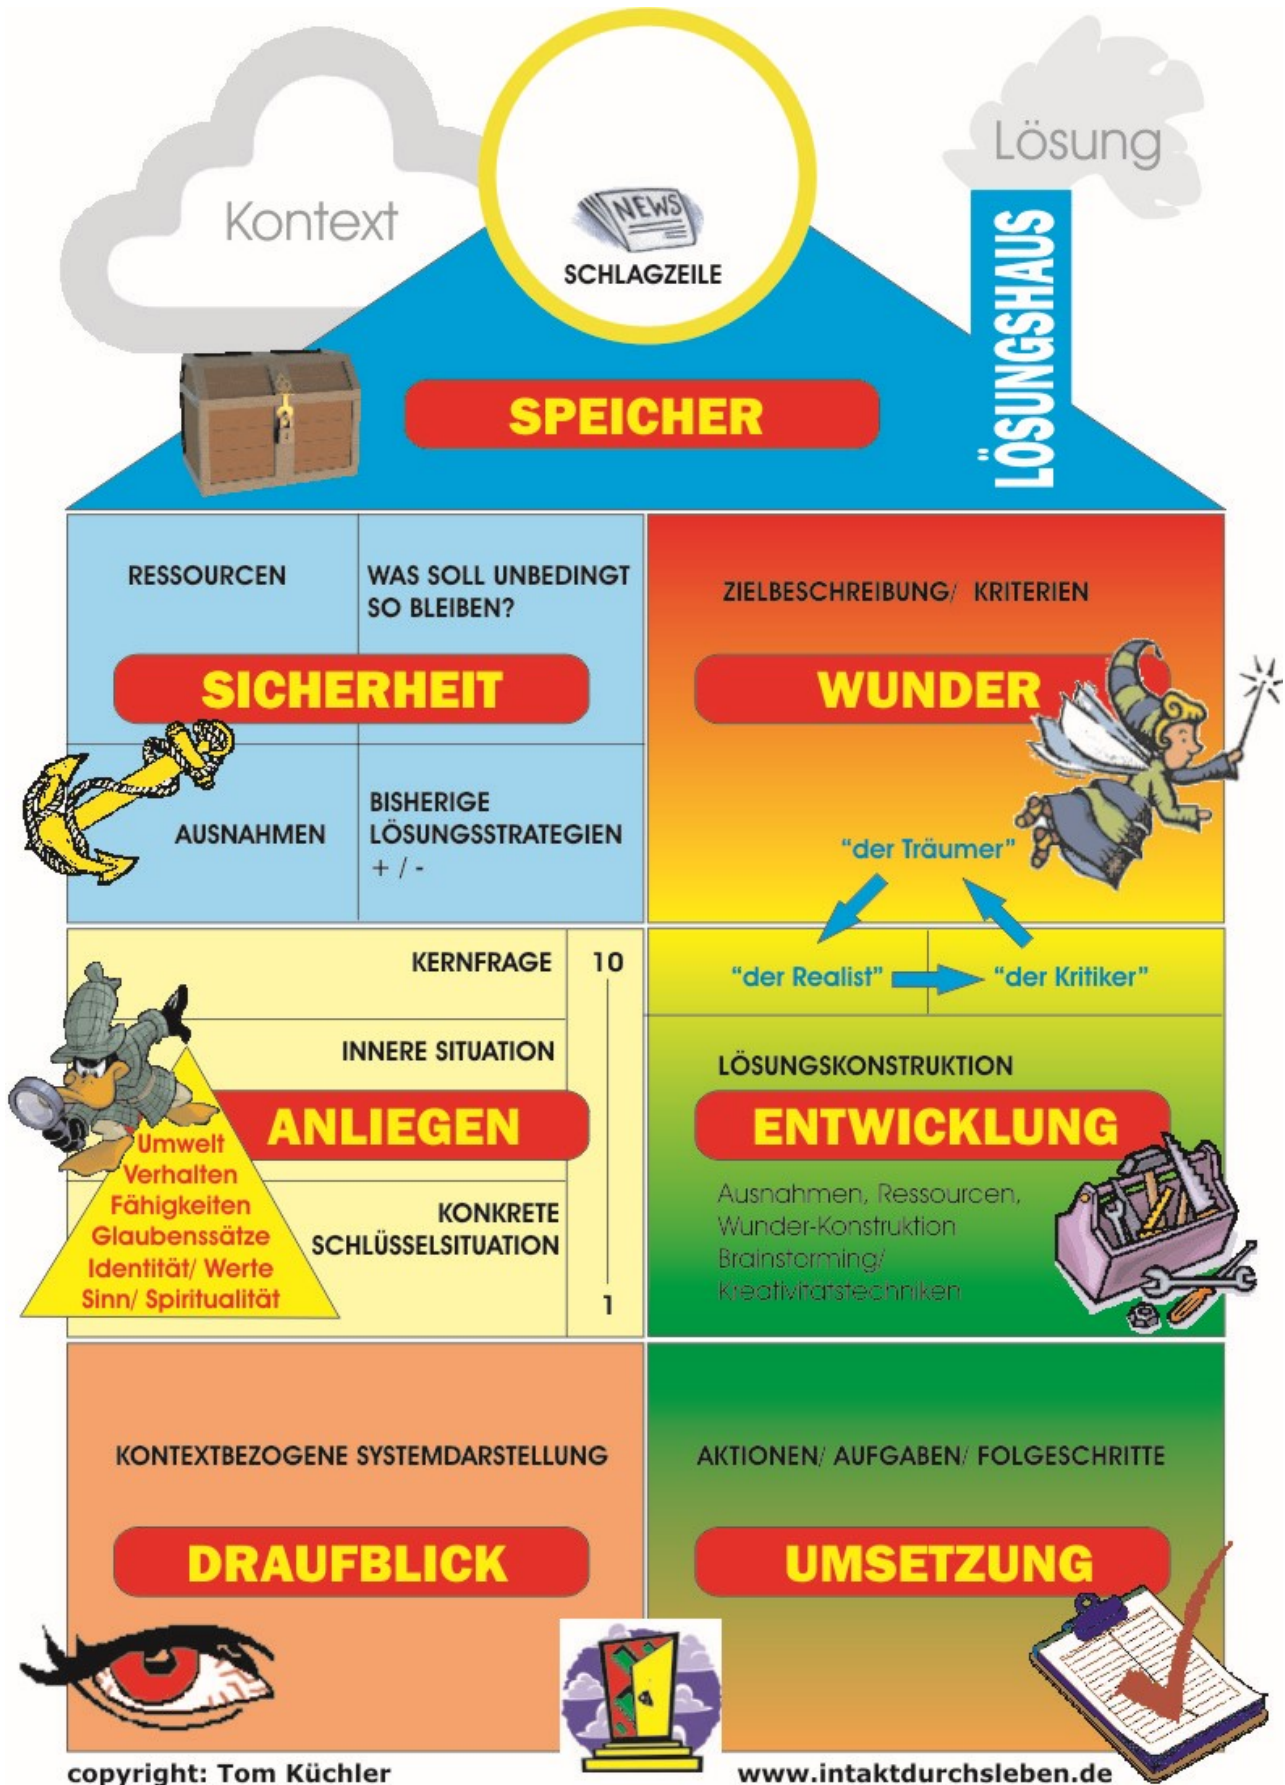 Kontext
Lösung
NEWS
SCHLAGZEILE
LÖSUNGSHAUS
SPEICHER
RESSOURCEN
WAS SOLL UNBEDINGT
SO BLEIBEN?
SICHERHEIT
AUSNAHMEN
BISHERIGE
LÖSUNGSSTRATEGIEN
+ / -
ZIELBESCHREIBUNG/ KRITERIEN
WUNDER
"der Träumer"
"der Realist"
"der Kritiker"
KERNFRAGE
10
INNERE SITUATION
ANLIEGEN
KONKRETE
SCHLÜSSELSITUATION
1
Umwelt
Verhalten
Fähigkeiten
Glaubenssätze
Identität/ Werte
Sinn/ Spiritualität
LÖSUNGSKONSTRUKTION
ENTWICKLUNG
Ausnahmen, Ressourcen,
Wunder-Konstruktion
Brainstorming/
Kreativitätstechniken
KONTEXTBEZOGENE SYSTEMDARSTELLUNG
DRAUFBLICK
AKTIONEN/ AUFGABEN/ FOLGESCHRITTE
UMSETZUNG
copyright: Tom Küchler
www.intaktdurchsleben.de